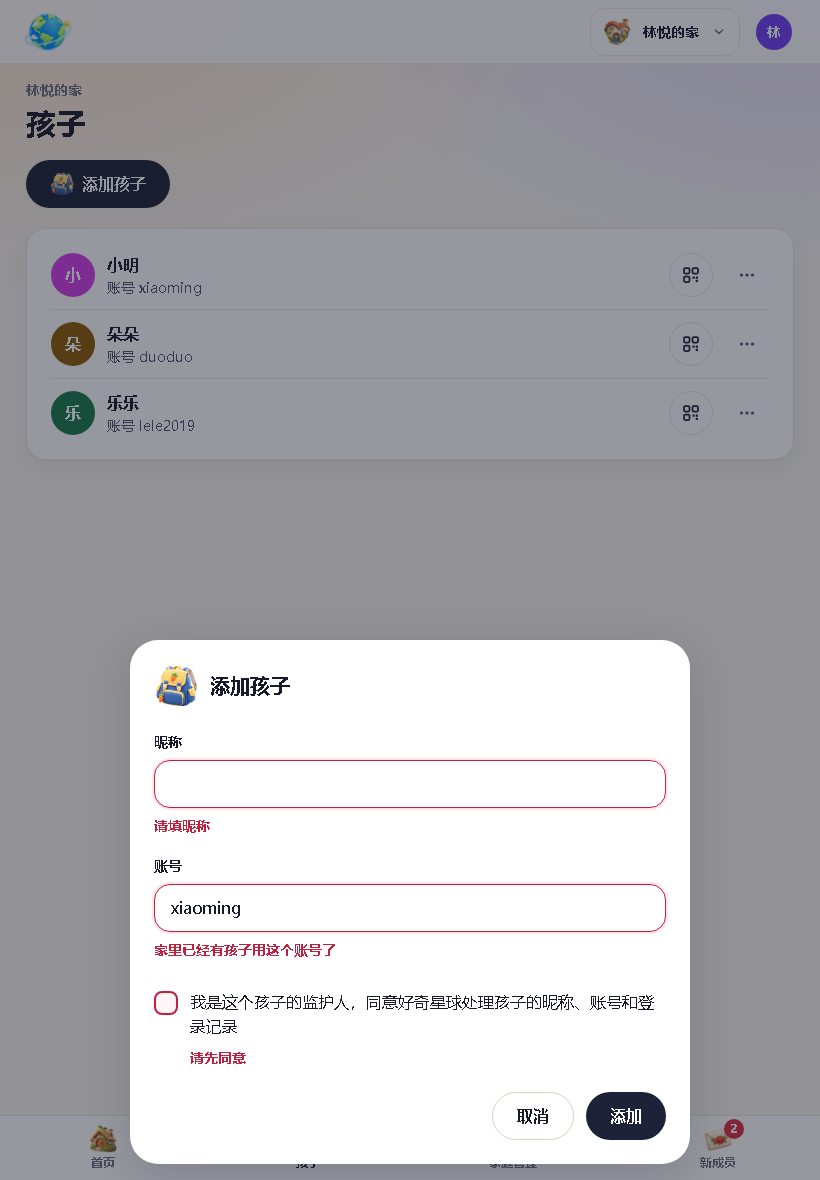 林悦的家
林
林悦的家
孩子
添加孩子
小
小明
账号 xiaoming
朵
朵朵
账号 duoduo
乐
乐乐
账号 lele2019
添加孩子
昵称
请填昵称
账号
xiaoming
家里已经有孩子用这个账号了
我是这个孩子的监护人，同意好奇星球处理孩子的昵称、账号和登
录记录
请先同意
取消
添加
2
首页
新成员